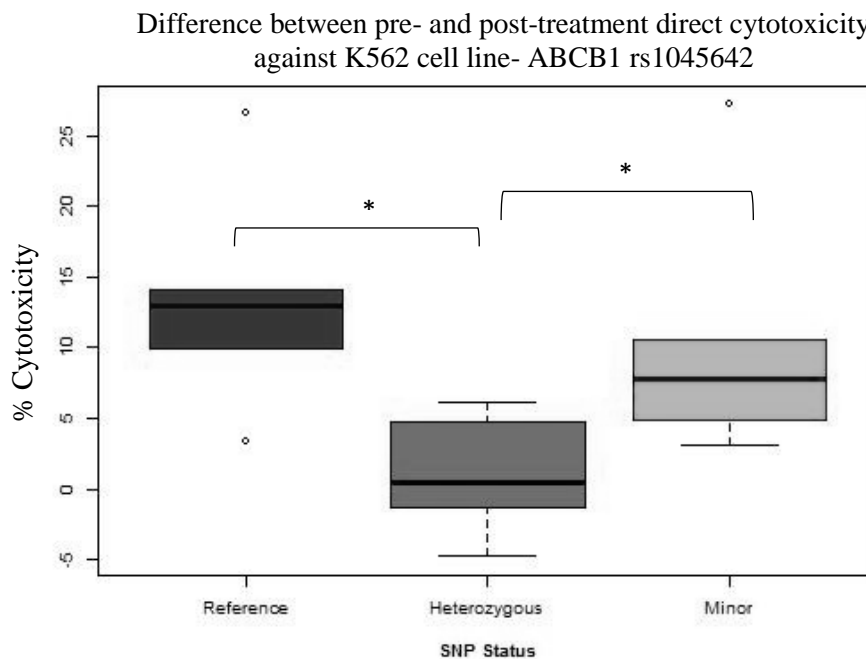 Difference between pre- and post-treatment direct cytotoxicity
against K562 cell line- ABCB1 rs1045642
% Cytotoxicity
25
20
15
10
5
0
-5
*
*
Reference
Heterozygous
Minor
SNP Status